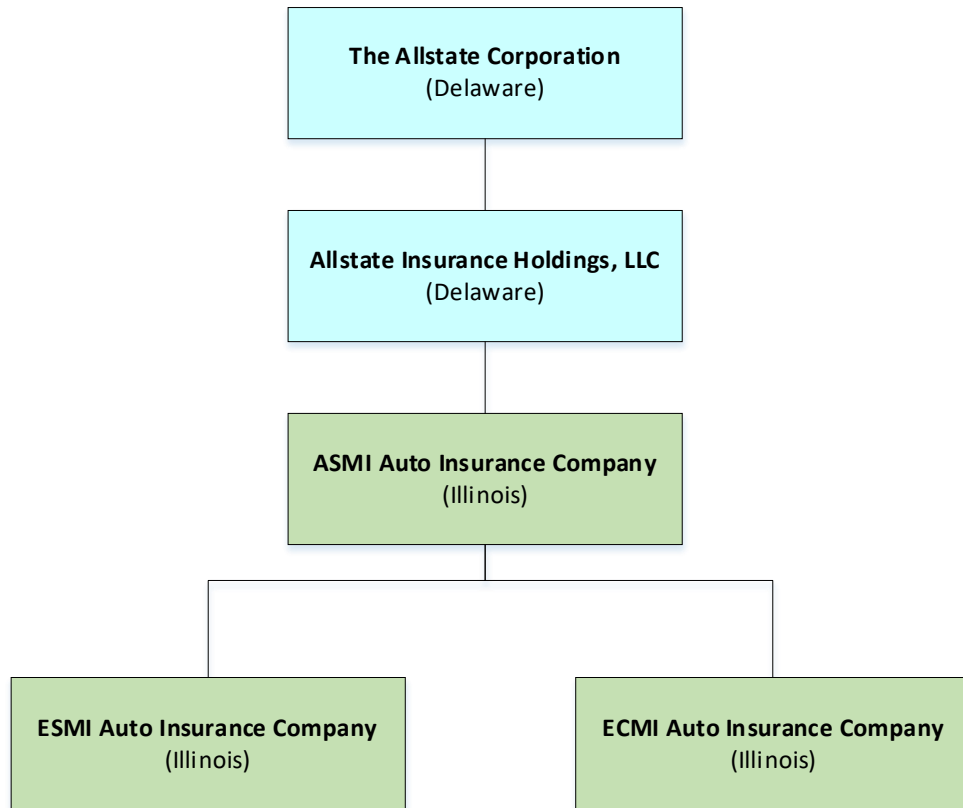 The Allstate Corporation
(Delaware)
Allstate Insurance Holdings, LLC
(Delaware)
ASMI Auto Insurance Company
(Illinois)
ESMI Auto Insurance Company
(Illinois)
ECMI Auto Insurance Company
(Illinois)